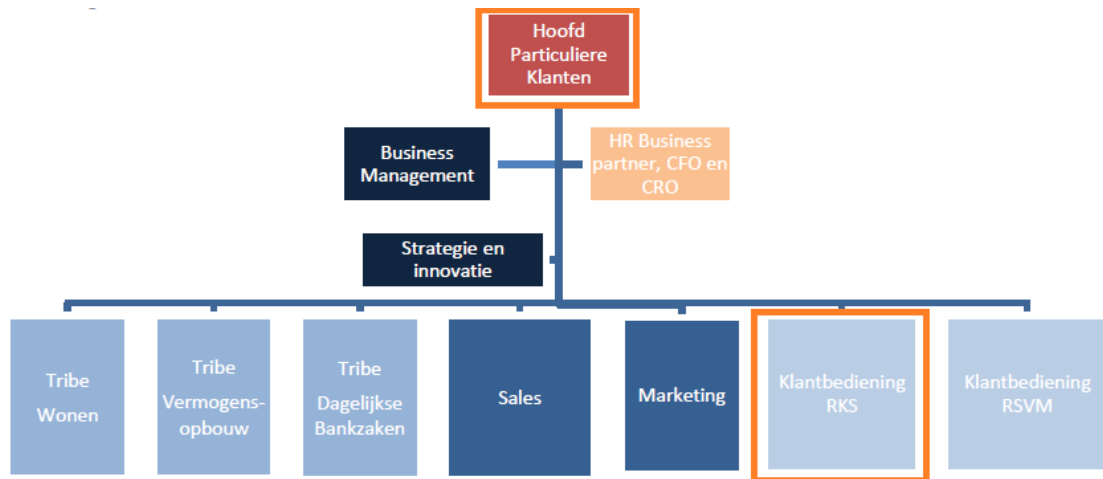 Hoofd
Particuliere
Klanten
Business
Management
HR Business
partner, CFO en
CRO
Strategie en
innovatie
Tribe
Wonen
Tribe
Vermogens-
opbouw
Tribe
Dagelijkse
Bankzaken
Sales
Marketing
Klantbediening
RKS
Klantbediening
RSVM